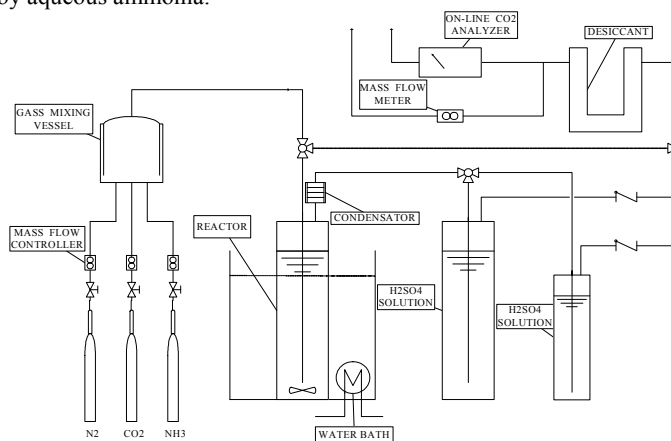 by aqueous ammonia.
ON-LINE CO2
ANALYZER
DESICCANT
MASS FLOW
METER
GASS MIXING
VESSEL
CONDENSATOR
REACTOR
MASS FLOW
CONTROLLER
H2SO4
SOLUTION
H2SO4
SOLUTION
N2
CO2
NH3
WATER BATH